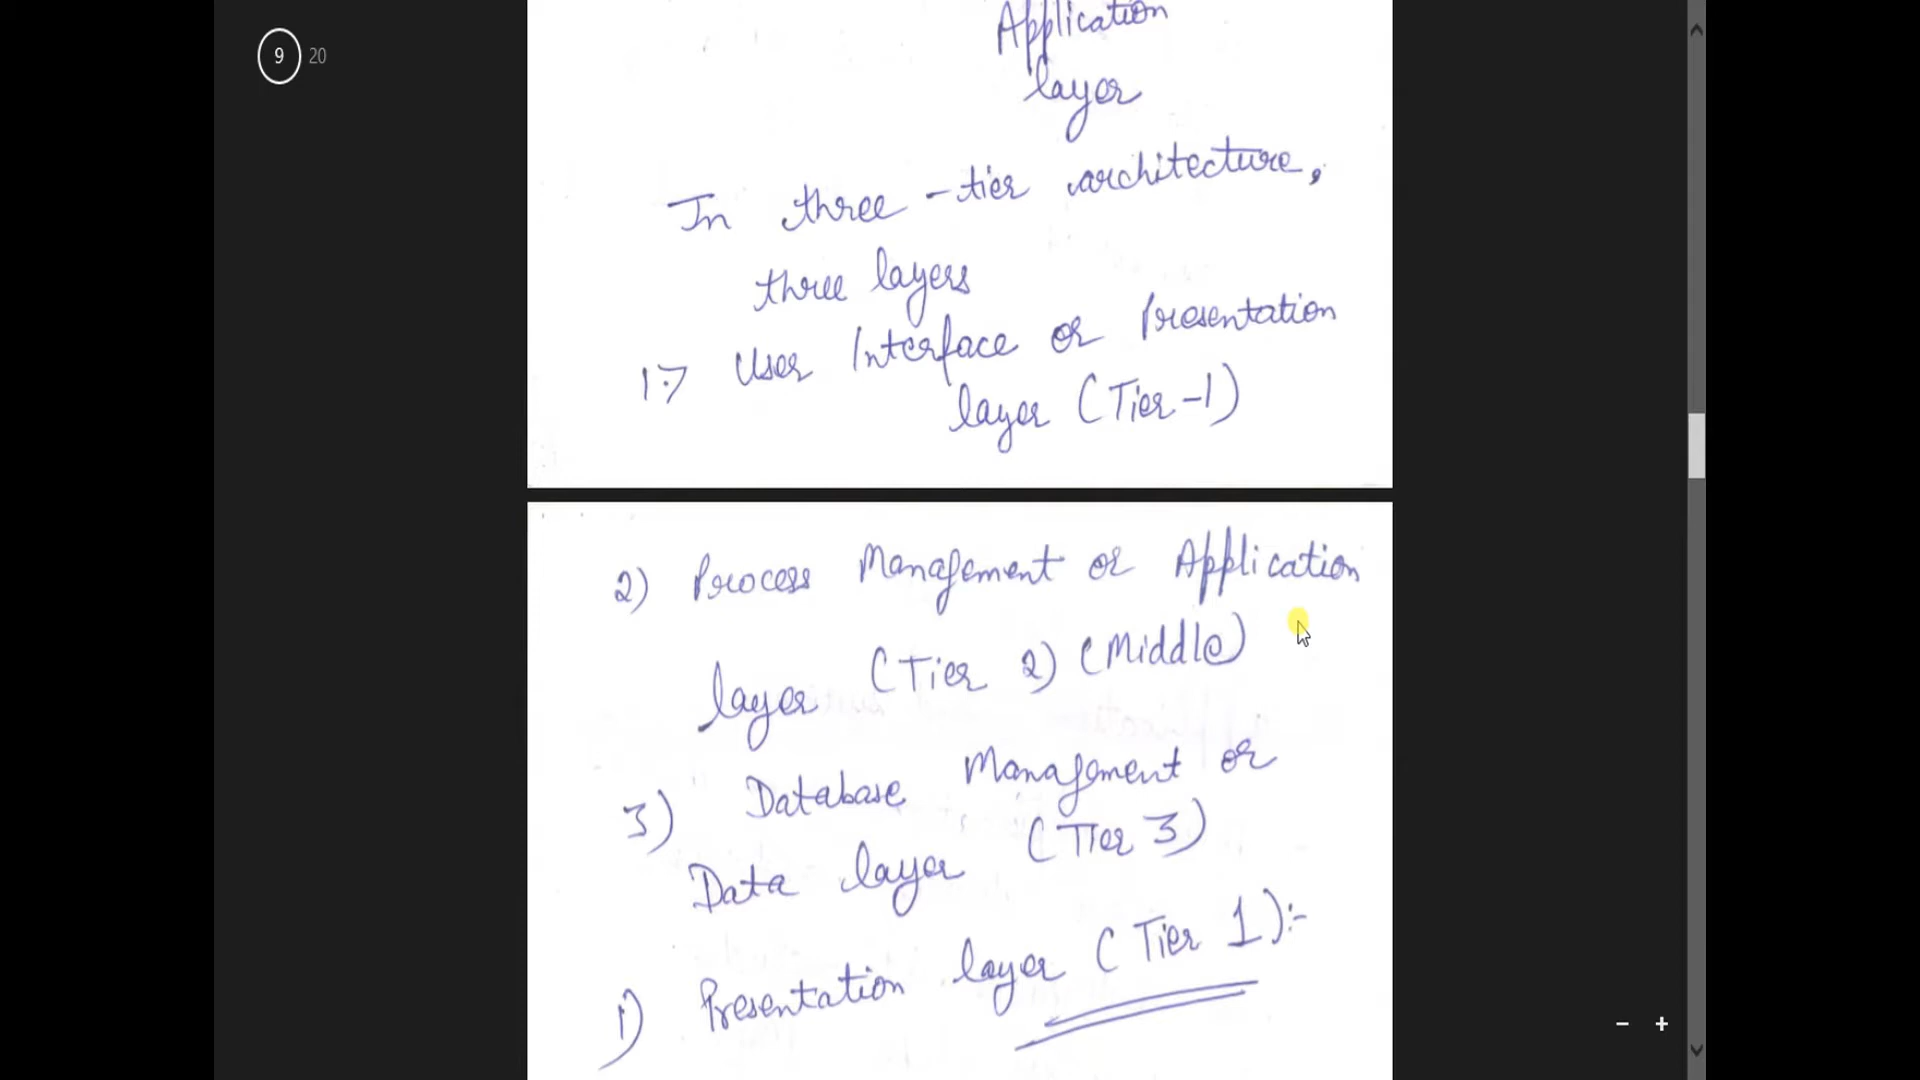 9 20
Application
layer
In three-tier architecture,
three layers
1.> User Interface or Presentation
layer (Tier-1)
2) Process Management or Application
layer (Tier 2) (Middle)
3) Database Management or
Data layer (Tier 3)
1) Presentation layer (Tier 1):-